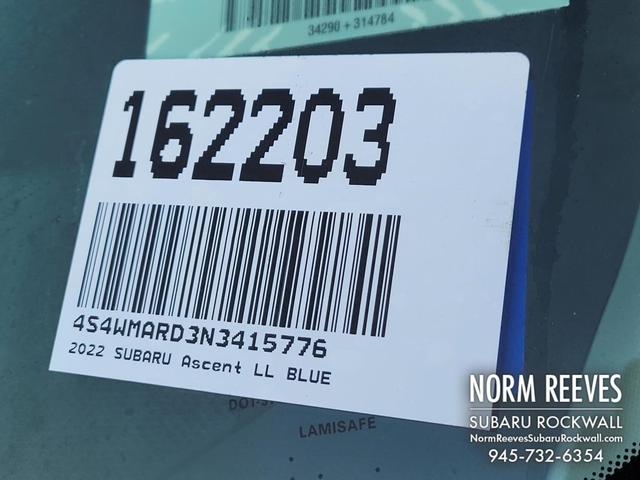 34290 + 314784
162203
4S4WMARD3N3415776
2022 SUBARU Ascent LL BLUE
LAMISAFE
NORM REEVES
SUBARU ROCKWALL
NormReevesSubaruRockwall.com
945-732-6354